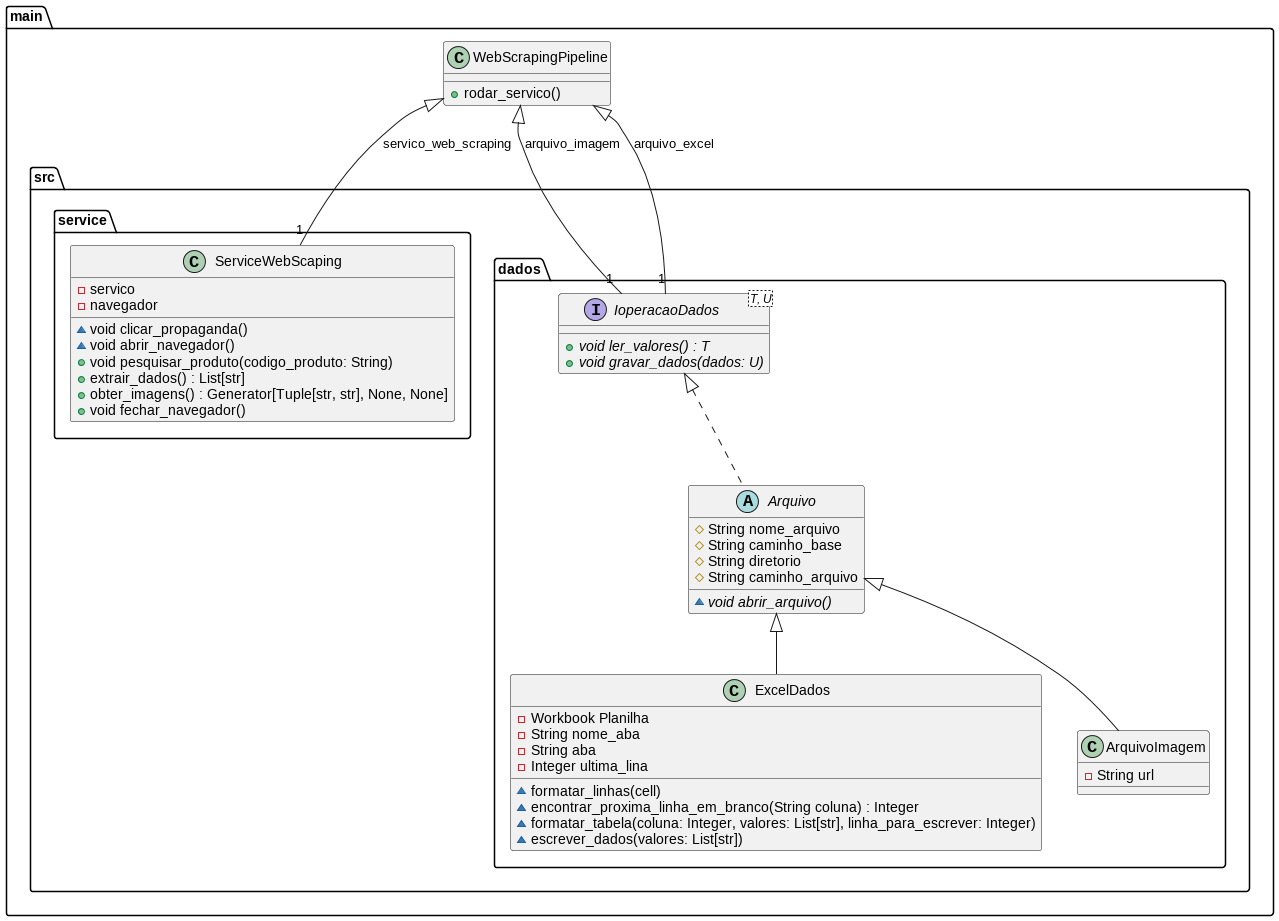 main
C WebScrapingPipeline
rodar_servico()
servico_web_scraping
arquivo_imagem
arquivo_excel
src
service
1
C ServiceWebScaping
servico
navegador
void clicar_propaganda()
void abrir_navegador()
void pesquisar_produto(codigo_produto: String)
extrair_dados() : List[str]
obter_imagens() : Generator[Tuple[str, str], None, None]
void fechar_navegador()
dados
1
1
I IoperacaoDados
T, U
void ler_valores() : T
void gravar_dados(dados: U)
A Arquivo
String nome_arquivo
String caminho_base
String diretorio
String caminho_arquivo
void abrir_arquivo()
C ExcelDados
Workbook Planilha
String nome_aba
String aba
Integer ultima_lina
formatar_linhas(cell)
encontrar_proxima_linha_em_branco(String coluna) : Integer
formatar_tabela(coluna: Integer, valores: List[str], linha_para_escrever: Integer)
escrever_dados(valores: List[str])
C ArquivoImagem
String url